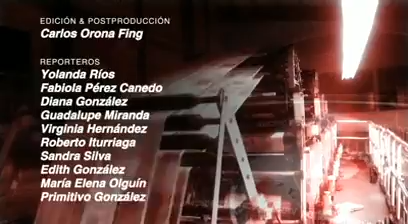 EDICIÓN & POSTPRODUCCIÓN
Carlos Orona Fing
REPORTEROS
Yolanda Ríos
Fabiola Pérez Canedo
Diana González
Guadalupe Miranda
Virginia Hernández
Roberto Iturriaga
Sandra Silva
Edith González
María Elena Olguín
Primitivo González